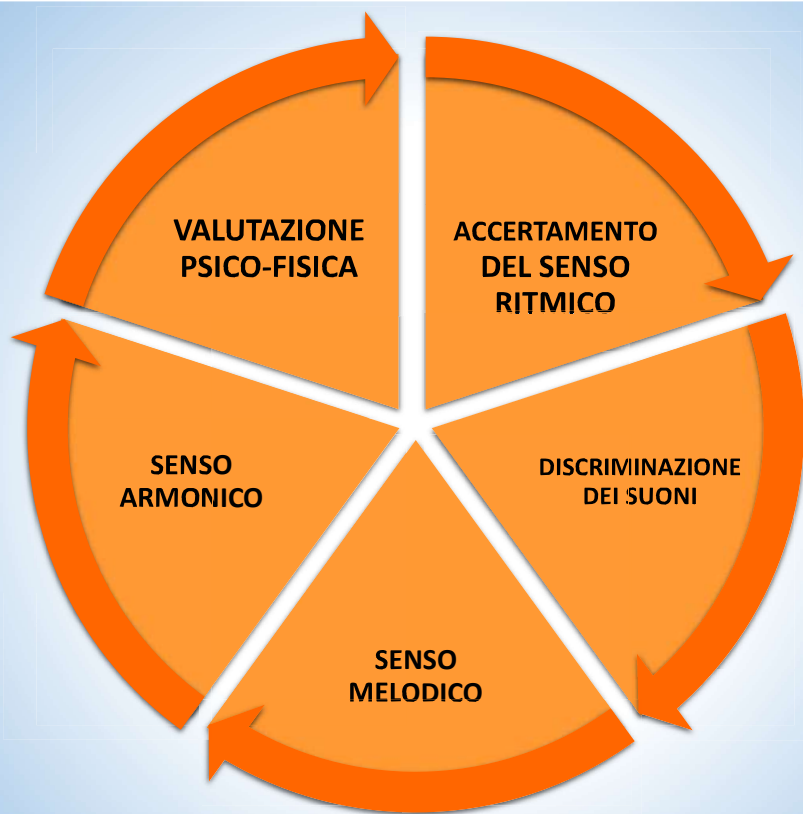 VALUTAZIONE
PSICO-FISICA
ACCERTAMENTO
DEL SENSO
RITMICO
DISCRIMINAZIONE
DEI SUONI
SENSO
MELODICO
SENSO
ARMONICO